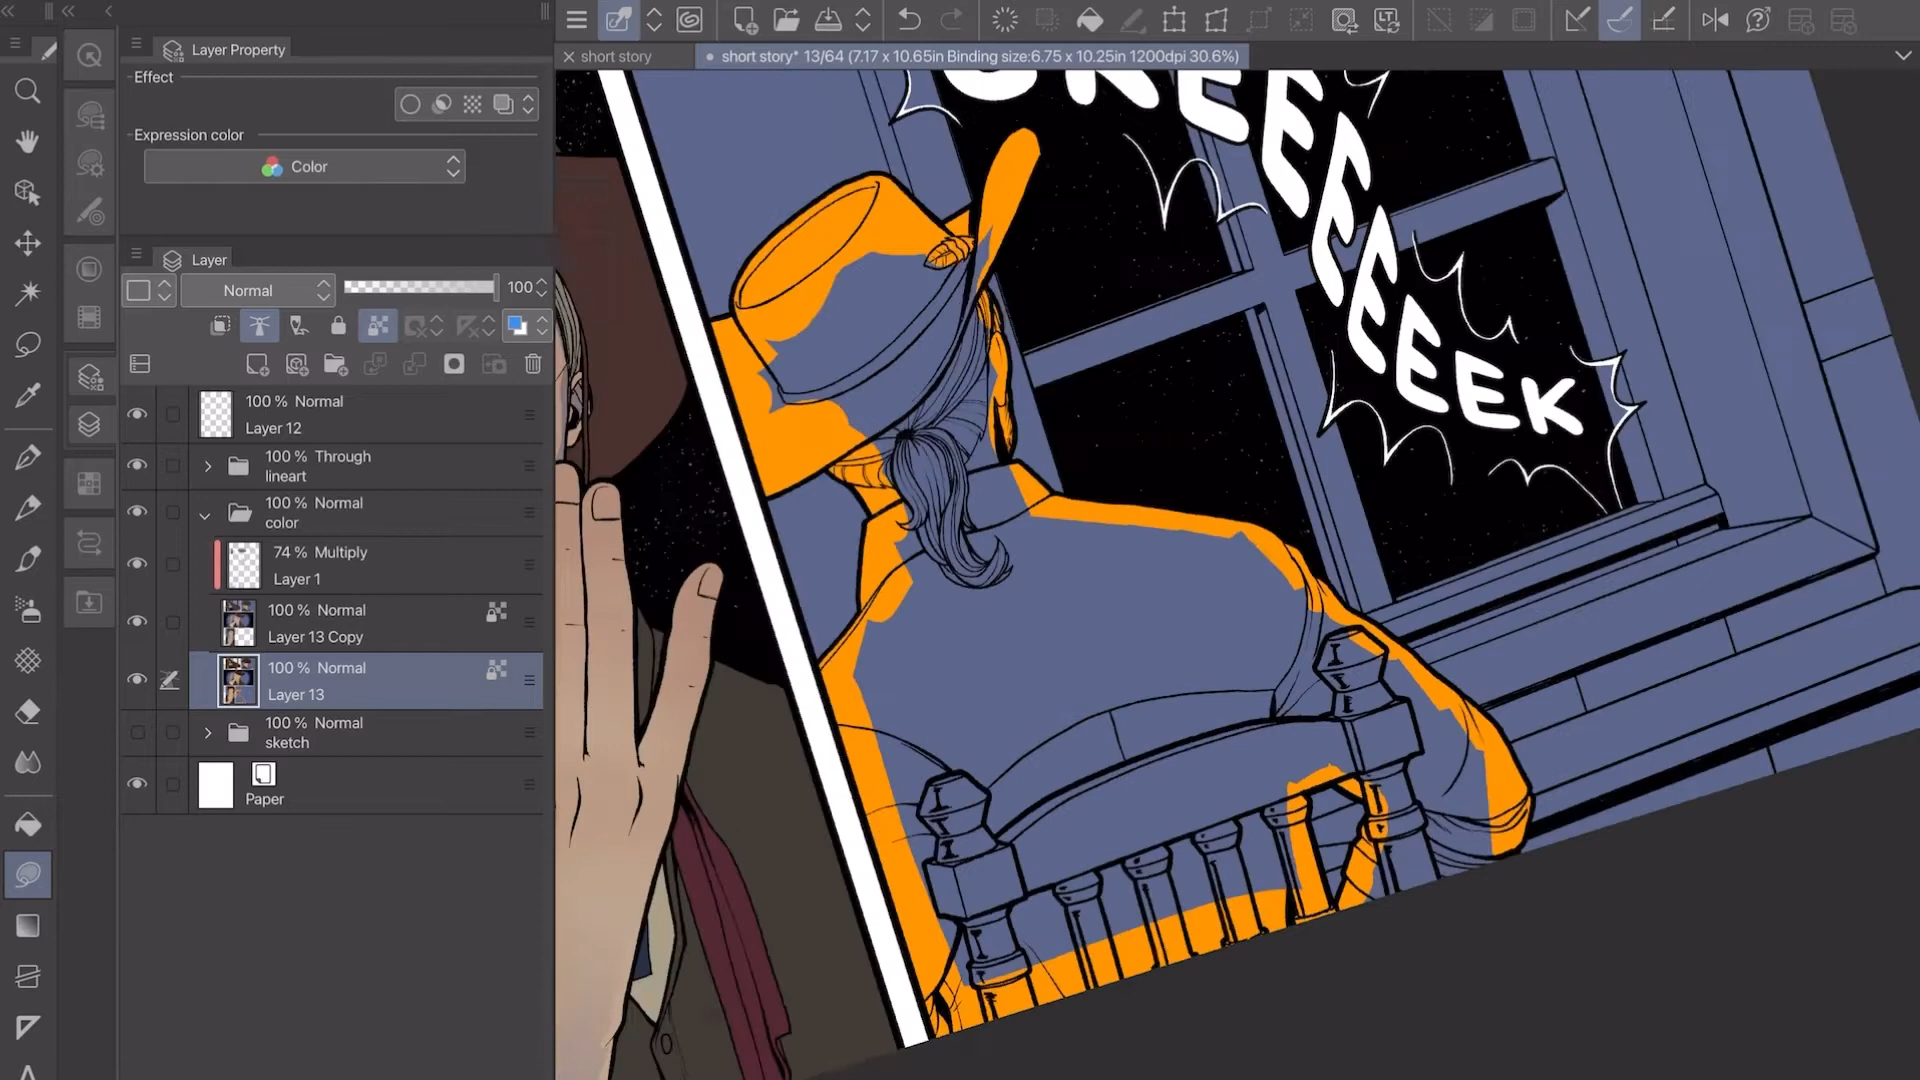 short story
short story* 13/64 (7.17 x 10.65in Binding size:6.75 x 10.25in 1200dpi 30.6%)
Layer Property
Effect
Expression color
Color
Layer
Normal
100
100 % Normal
Layer 12
100 % Through
lineart
100 % Normal
color
74 % Multiply
Layer 1
100 % Normal
Layer 13 Copy
100 % Normal
Layer 13
100 % Normal
sketch
Paper
LT
CREEEEEEEEEK